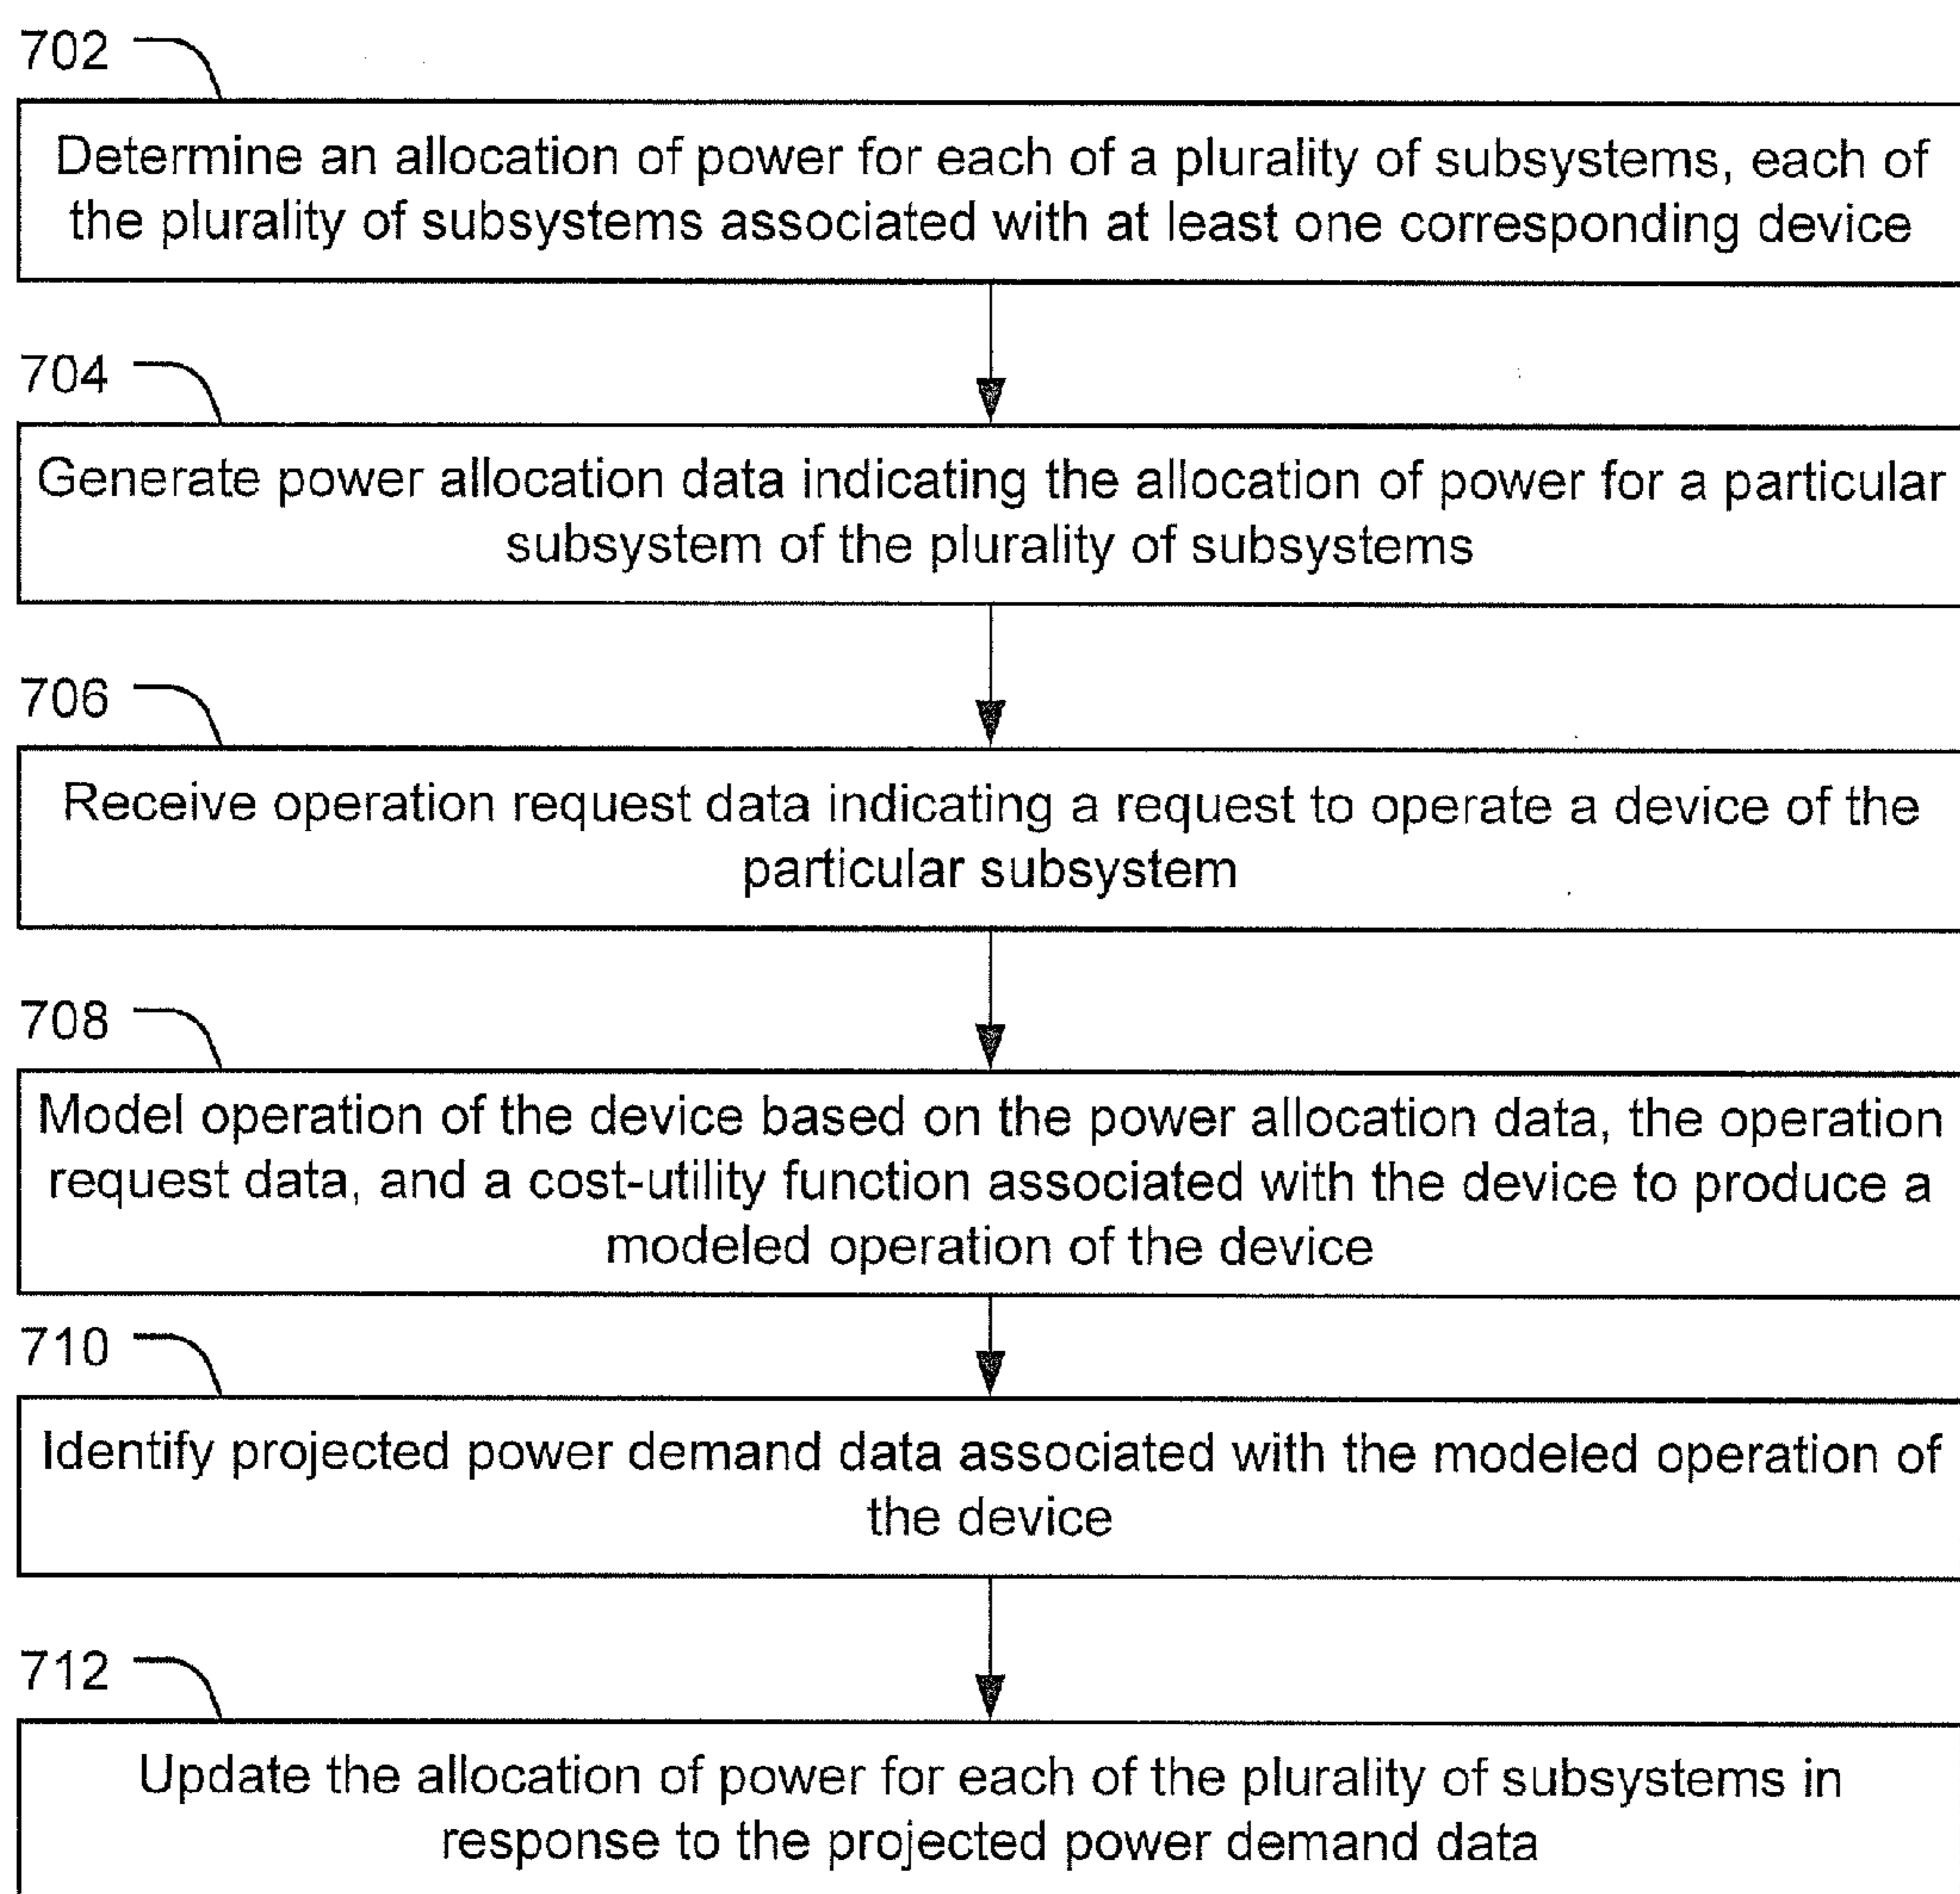 702
Determine an allocation of power for each of a plurality of subsystems, each of
the plurality of subsystems associated with at least one corresponding device
704
Generate power allocation data indicating the allocation of power for a particular
subsystem of the plurality of subsystems
706
Receive operation request data indicating a request to operate a device of the
particular subsystem
708
Model operation of the device based on the power allocation data, the operation
request data, and a cost-utility function associated with the device to produce a
modeled operation of the device
710
Identify projected power demand data associated with the modeled operation of
the device
712
Update the allocation of power for each of the plurality of subsystems in
response to the projected power demand data